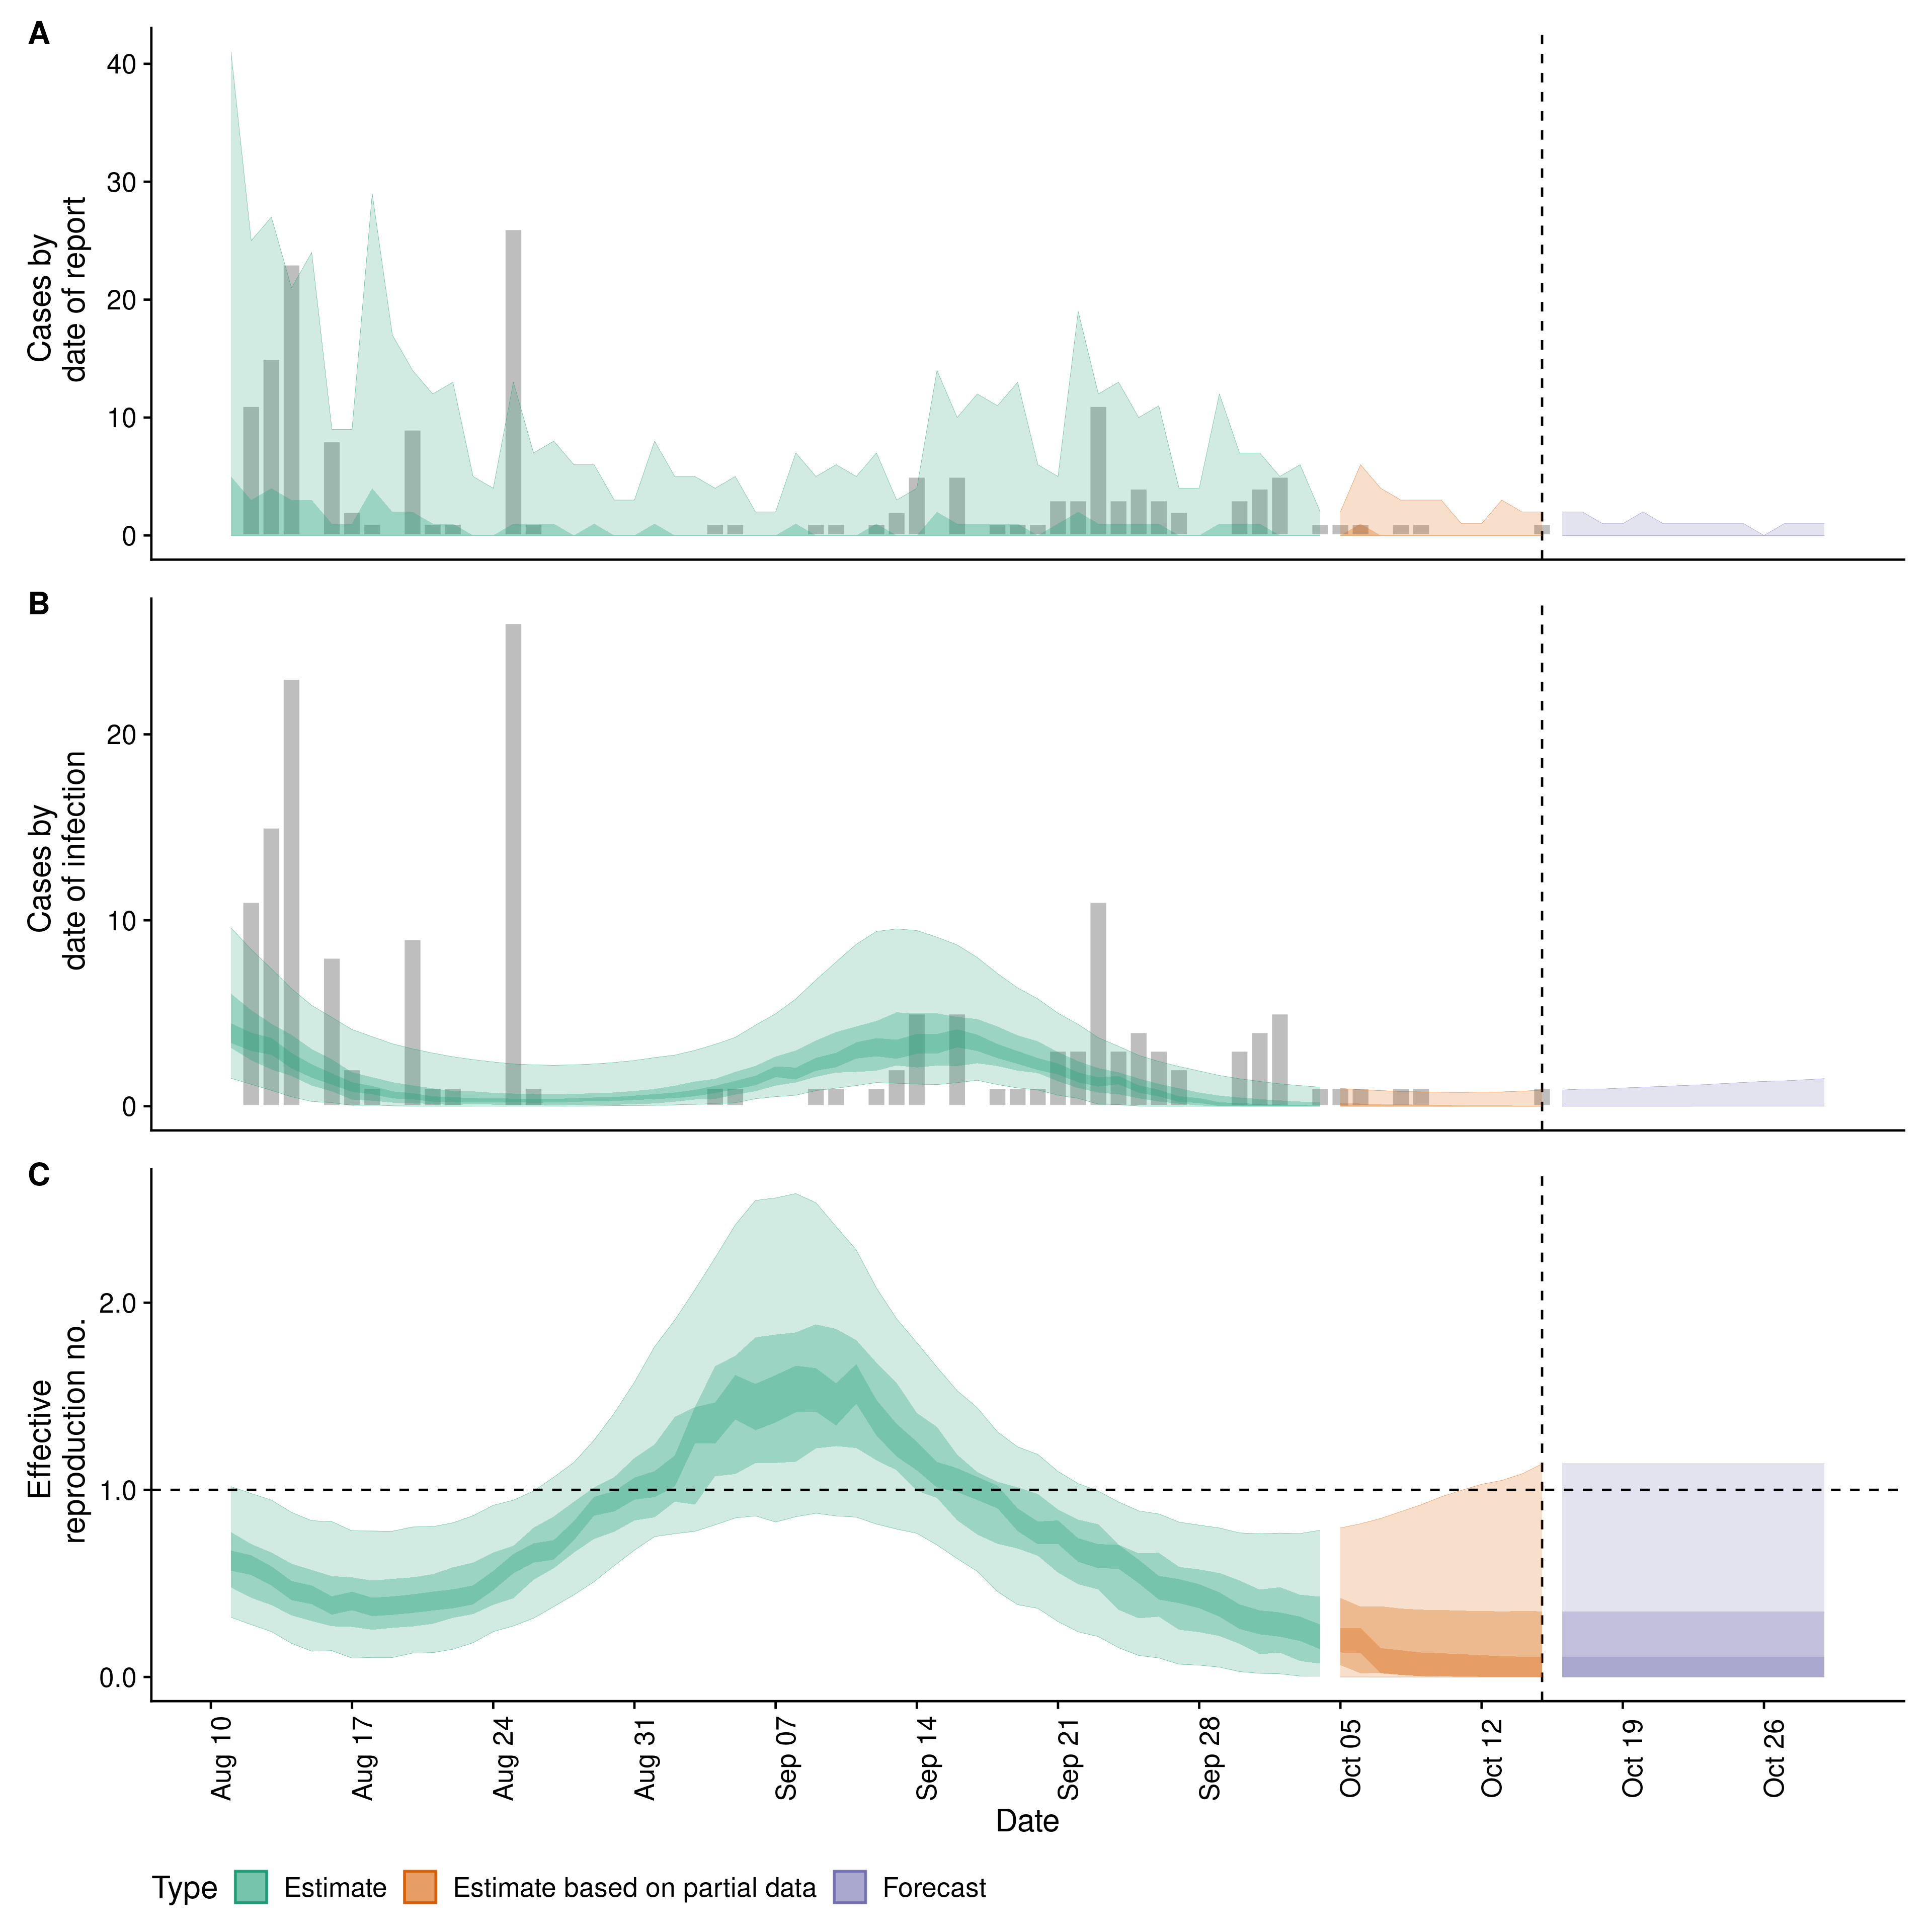 A
Cases by
date of report
40
30
20
10
0
B
Cases by
date of infection
20
10
0
C
Effective
reproduction no.
2.0
1.0
0.0
Aug 10
Aug 17
Aug 24
Aug 31
Sep 07
Sep 14
Sep 21
Sep 28
Oct 05
Oct 12
Oct 19
Oct 26
Date
Type Estimate Estimate based on partial data Forecast